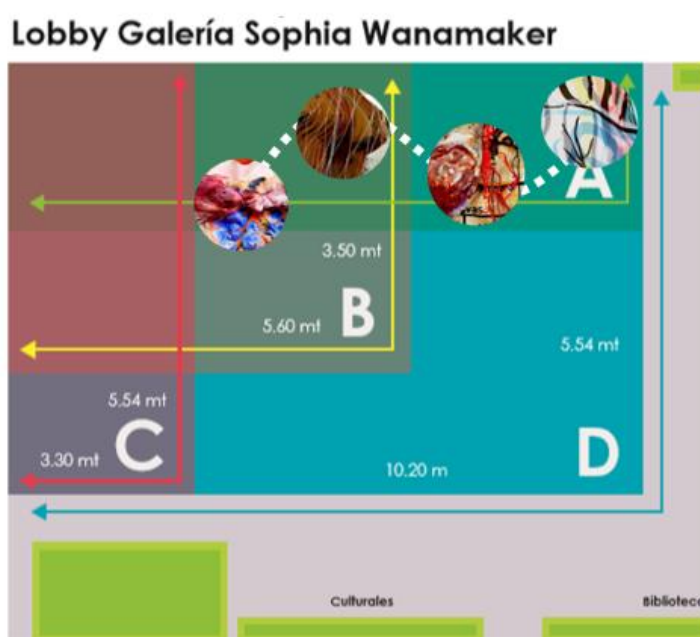 Lobby Galería Sophia Wanamaker
A
3.50 mt
5.60 mt
B
5.54 mt
5.54 mt
3.30 mt
C
10.20 m
D
Culturales